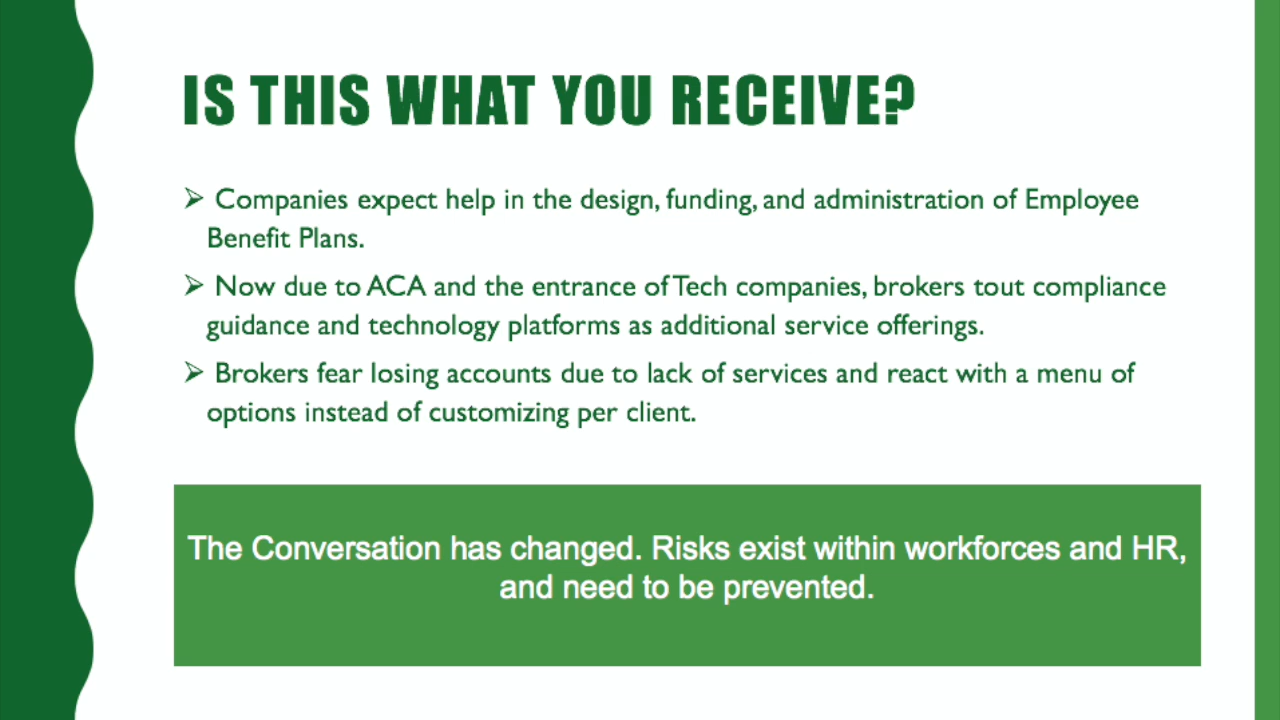 IS THIS WHAT YOU RECEIVE?
➢ Companies expect help in the design, funding, and administration of Employee
Benefit Plans.
➢ Now due to ACA and the entrance of Tech companies, brokers tout compliance
guidance and technology platforms as additional service offerings.
➢ Brokers fear losing accounts due to lack of services and react with a menu of
options instead of customizing per client.
The Conversation has changed. Risks exist within workforces and HR,
and need to be prevented.